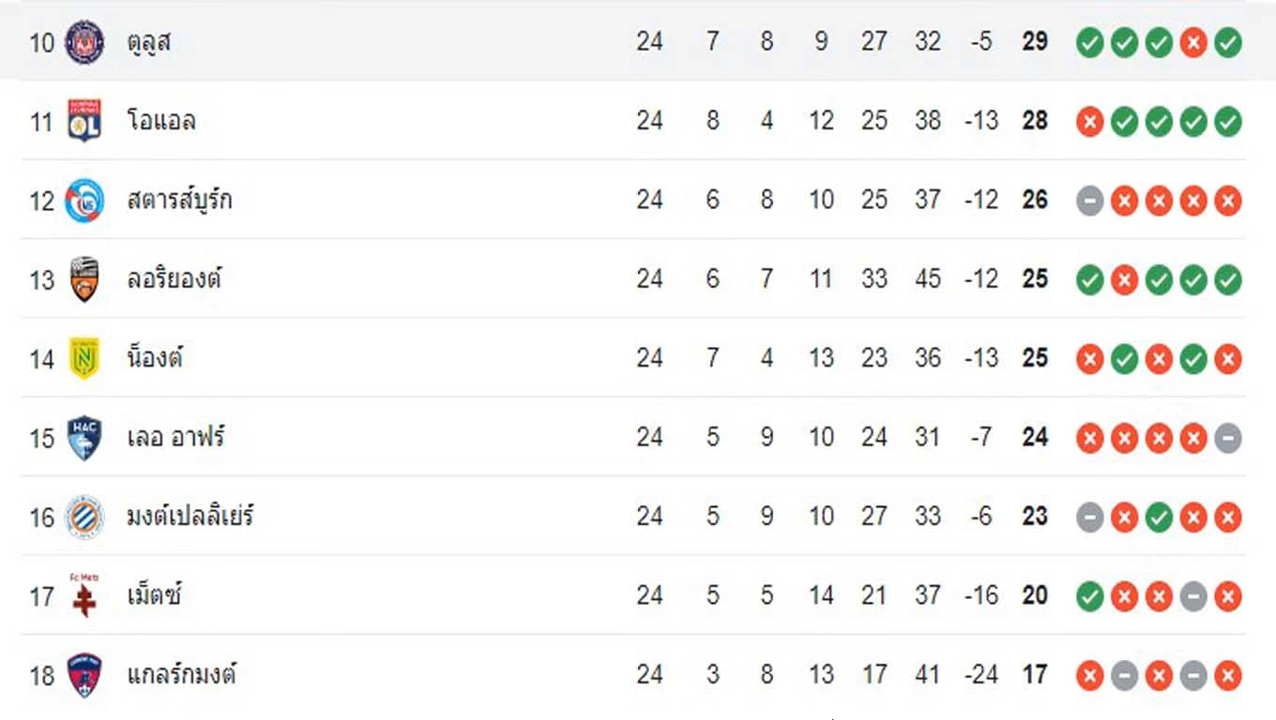 10 ตูลูส 24 7 8 9 27 32 -5 29
11 OL โอแอล 24 8 4 12 25 38 -13 28
12 สตารส์บูร์ก 24 6 8 10 25 37 -12 26
13 ลอริยองต์ 24 6 7 11 33 45 -12 25
14 N น็องต์ 24 7 4 13 23 36 -13 25
15 HAC เลอ อาฟร์ 24 5 9 10 24 31 -7 24
16 มงต์เปลลิเย่ร์ 24 5 9 10 27 33 -6 23
17 Fc Metz เม็ตซ์ 24 5 5 14 21 37 -16 20
18 แกลร์กมงต์ 24 3 8 13 17 41 -24 17